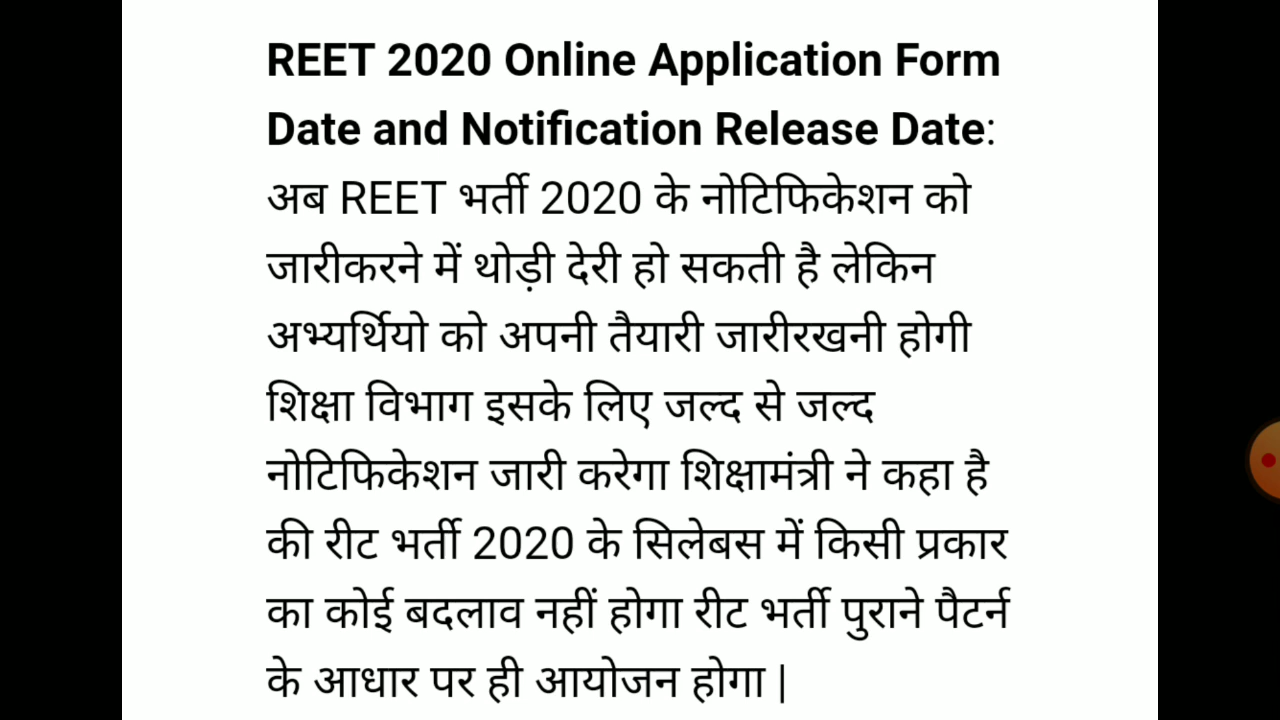 REET 2020 Online Application Form
Date and Notification Release Date:
अब REET भर्ती 2020 के नोटिफिकेशन को
जारीकरने में थोड़ी देरी हो सकती है लेकिन
अभ्यर्थियो को अपनी तैयारी जारीरखनी होगी
शिक्षा विभाग इसके लिए जल्द से जल्द
नोटिफिकेशन जारी करेगा शिक्षामंत्री ने कहा है
की रीट भर्ती 2020 के सिलेबस में किसी प्रकार
का कोई बदलाव नहीं होगा रीट भर्ती पुराने पैटर्न
के आधार पर ही आयोजन होगा |